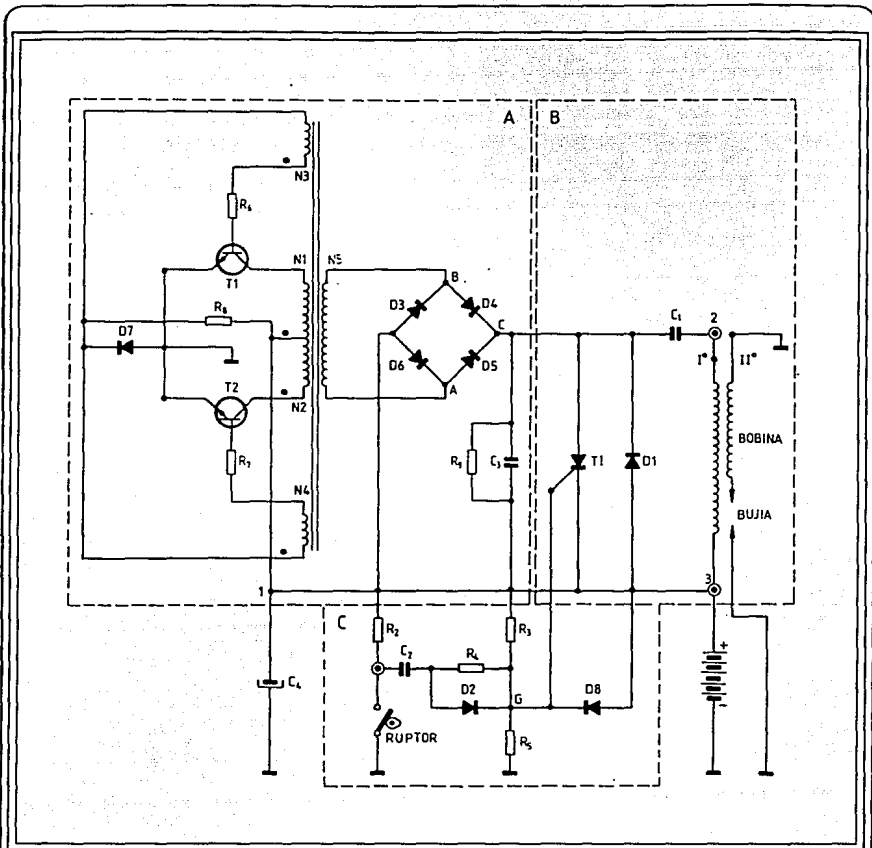 A B
N3
R₆
N1 N5
T1
B
D3 D4
R₈
C
C₁
2
D7
I° II°
D6 D5
T2
A
N2
BOBINA
R₇
R₉
C₃
T1
D1
BUJIA
N4
1
3
C
R₂
R₃
C₂
R₄
+
C₄
D2
G
D8
-
RUPTOR
R₅